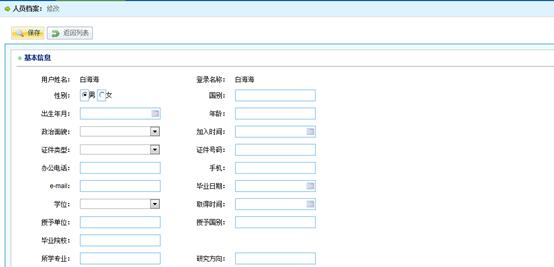 人员档案: 修改
保存 返回列表
基本信息
用户姓名: 白海海 登录名称: 白海海
性别: 男 女 国别:
出生年月: 年龄:
政治面貌: 加入时间:
证件类型: 证件号码:
办公电话: 手机:
e-mail: 毕业日期:
学位: 取得时间:
授予单位: 授予国别:
毕业院校:
所学专业: 研究方向: